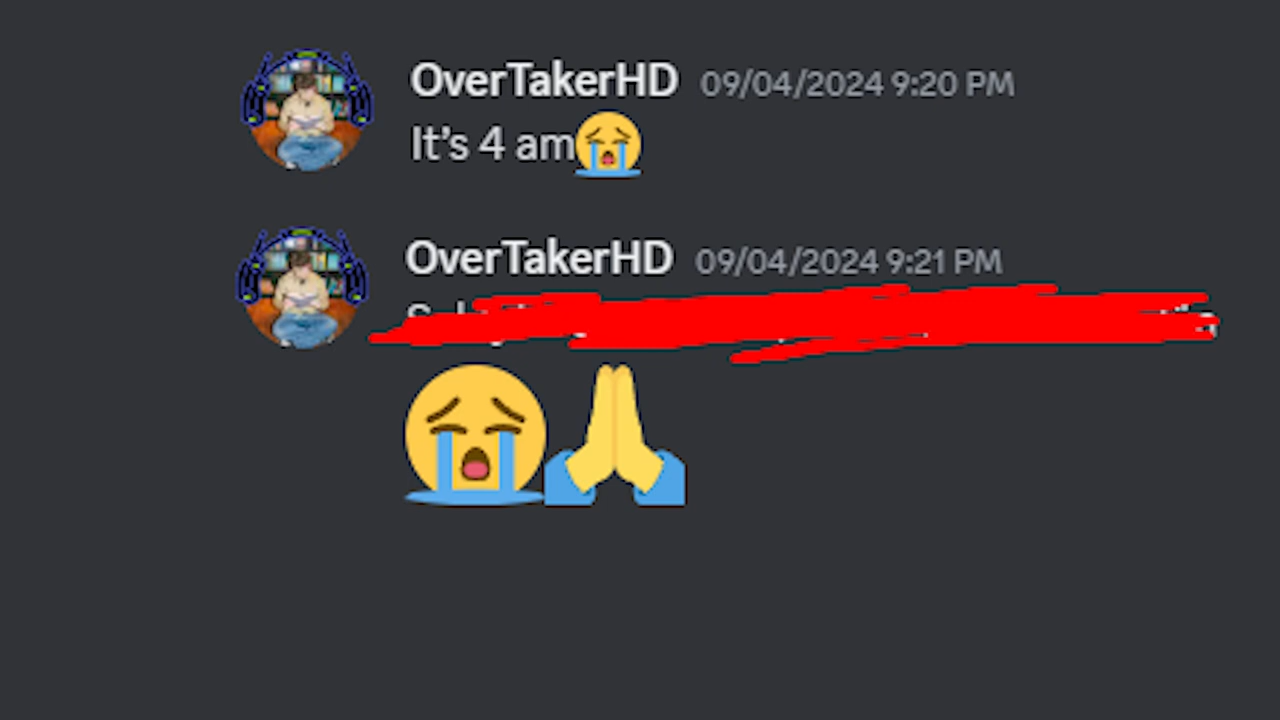 OverTakerHD 09/04/2024 9:20 PM
It’s 4 am😭
OverTakerHD 09/04/2024 9:21 PM
😭🙏